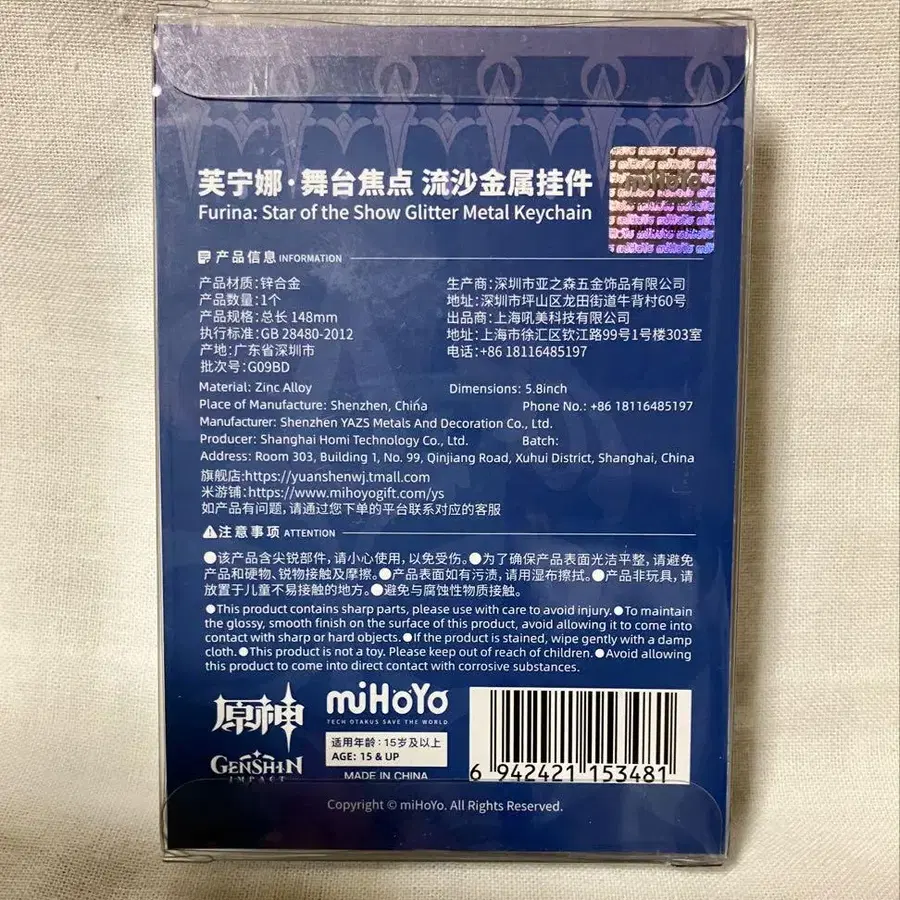 芙宁娜·舞台焦点 流沙金属挂件
Furina: Star of the Show Glitter Metal Keychain
miHoYo
产品信息 INFORMATION
产品材质:锌合金
产品数量:1个
产品规格:总长 148mm
执行标准:GB 28480-2012
产地:广东省深圳市
批次号:G09BD
生产商:深圳市亚之森五金饰品有限公司
地址:深圳市坪山区龙田街道牛背村60号
出品商:上海吼美科技有限公司
地址:上海市徐汇区钦江路99号1号楼303室
电话:+86 18116485197
Material: Zinc Alloy
Dimensions: 5.8inch
Place of Manufacture: Shenzhen, China
Phone No.: +86 18116485197
Manufacturer: Shenzhen YAZS Metals And Decoration Co., Ltd.
Producer: Shanghai Homi Technology Co., Ltd.
Batch:
Address: Room 303, Building 1, No. 99, Qinjiang Road, Xuhui District, Shanghai, China
旗舰店:https://yuanshenwj.tmall.com
米游铺:https://www.mihoyogift.com/ys
如产品有问题,请通过您下单的平台联系对应的客服
注意事项 ATTENTION
●该产品含尖锐部件,请小心使用,以免受伤。●为了确保产品表面光洁平整,请避免
产品和硬物、锐物接触及摩擦。●产品表面如有污渍,请用湿布擦拭。●产品非玩具,请
放置于儿童不易接触的地方。●避免与腐蚀性物质接触。
●This product contains sharp parts, please use with care to avoid injury.●To maintain
the glossy, smooth finish on the surface of this product, avoid allowing it to come into
contact with sharp or hard objects.●If the product is stained, wipe gently with a damp
cloth.●This product is not a toy. Please keep out of reach of children.●Avoid allowing
this product to come into direct contact with corrosive substances.
原神
GENSHIN
IMPACT
miHoYo
TECH OTAKUS SAVE THE WORLD
适用年龄:15岁及以上
AGE: 15 & UP
MADE IN CHINA
6 942421 153481
Copyright © miHoYo. All Rights Reserved.